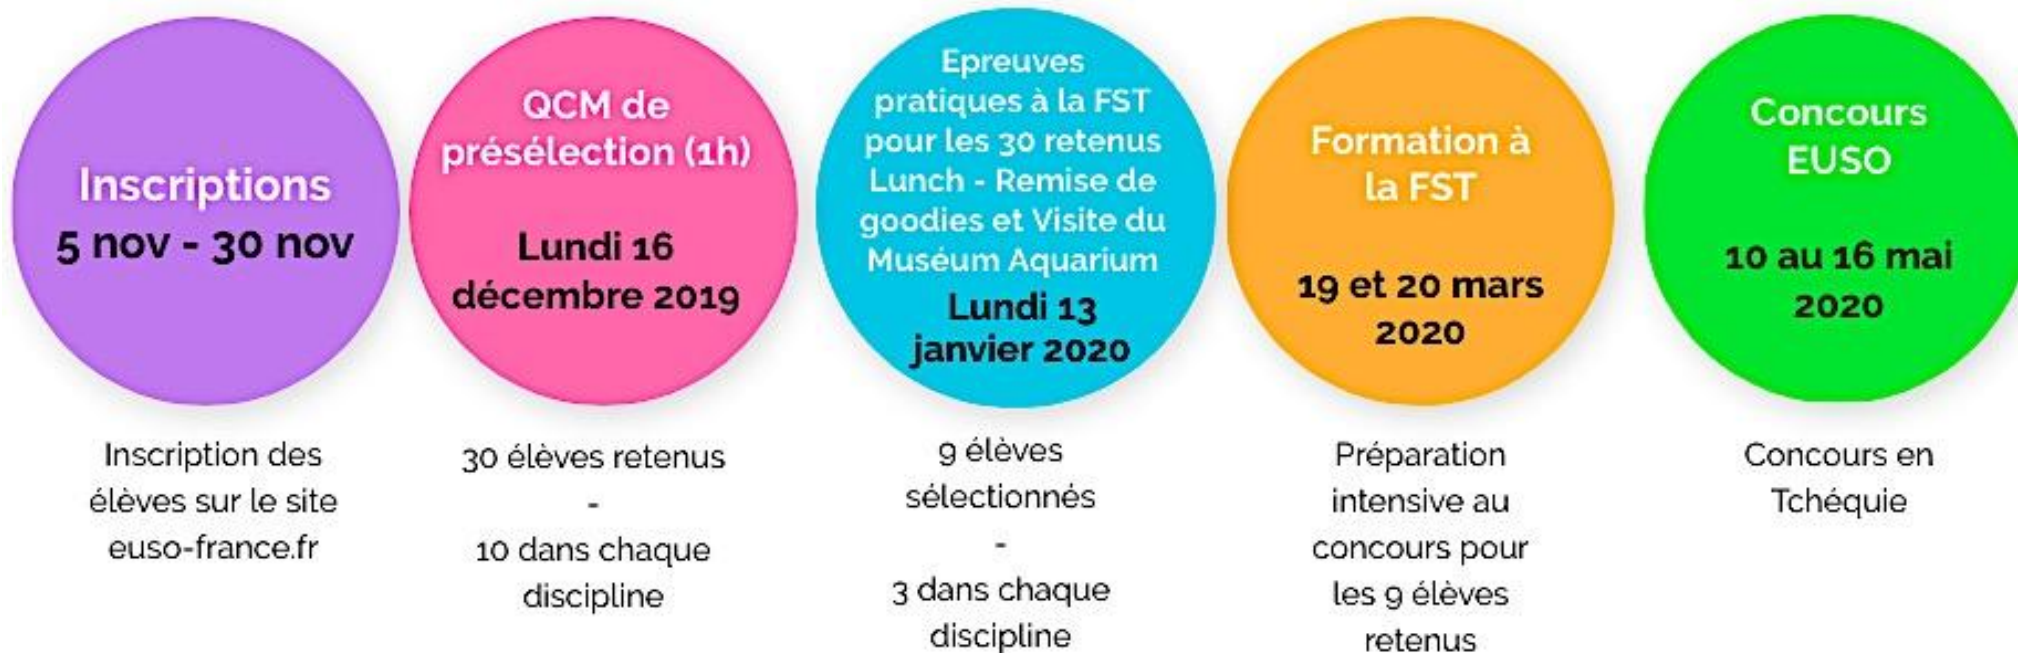 Inscriptions
5 nov - 30 nov
Inscription des
élèves sur le site
euso-france.fr
QCM de
présélection (1h)
Lundi 16
décembre 2019
30 élèves retenus
-
10 dans chaque
discipline
Epreuves
pratiques à la FST
pour les 30 retenus
Lunch - Remise de
goodies et Visite du
Muséum Aquarium
Lundi 13
janvier 2020
9 élèves
sélectionnés
-
3 dans chaque
discipline
Formation à
la FST
19 et 20 mars
2020
Préparation
intensive au
concours pour
les 9 élèves
retenus
Concours
EUSO
10 au 16 mai
2020
Concours en
Tchéquie